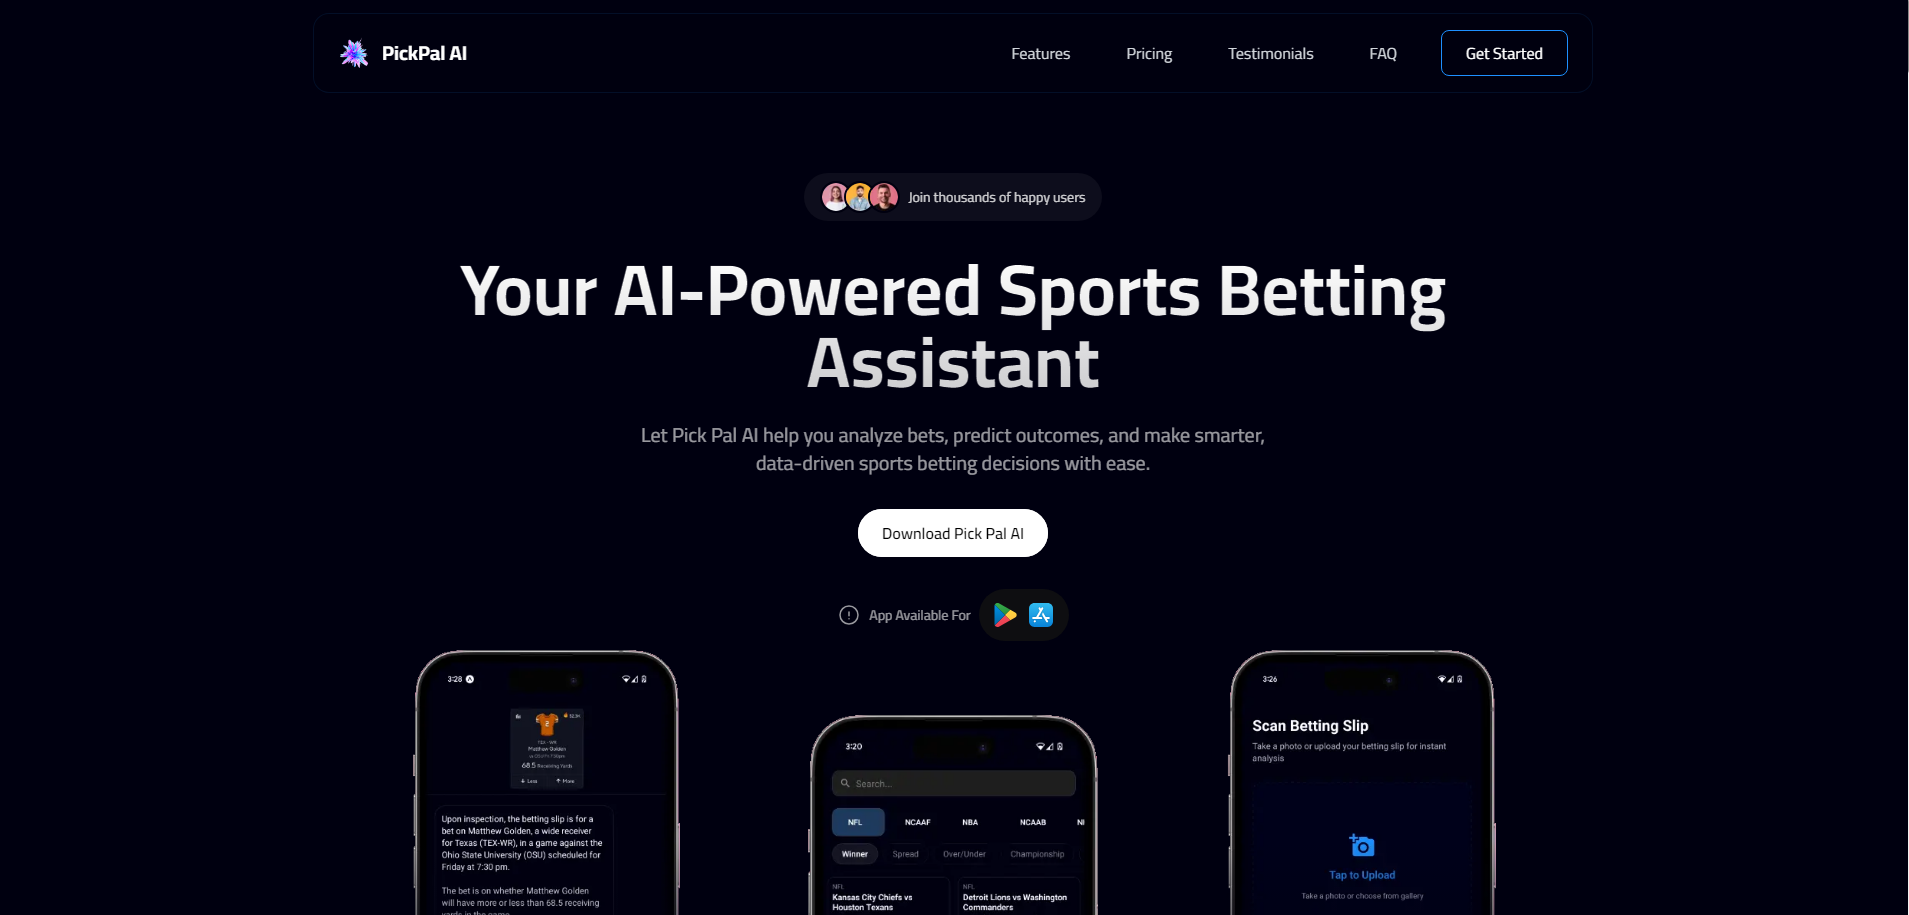 PickPal AI
Features
Pricing
Testimonials
FAQ
Get Started
Join thousands of happy users
Your AI-Powered Sports Betting
Assistant
Let Pick Pal AI help you analyze bets, predict outcomes, and make smarter,
data-driven sports betting decisions with ease.
Download Pick Pal AI
App Available For
3:28
2
TEX - WR
Matthew Golden
68.5 Receiving Yards
Less
More
Upon inspection, the betting slip is for a
bet on Matthew Golden, a wide receiver
for Texas (TEX-WR), in a game against the
Ohio State University (OSU) scheduled for
Friday at 7:30 pm.
The bet is on whether Matthew Golden
will have more or less than 68.5 receiving
yards in the game.
3:20
Search...
NFL
NCAAF
NBA
NCAAB
Winner
Spread
Over/Under
Championship
NFL
Kansas City Chiefs vs
Houston Texans
NFL
Detroit Lions vs Washington
Commanders
3:26
Scan Betting Slip
Take a photo or upload your betting slip for instant
analysis
Tap to Upload
Take a photo or choose from gallery